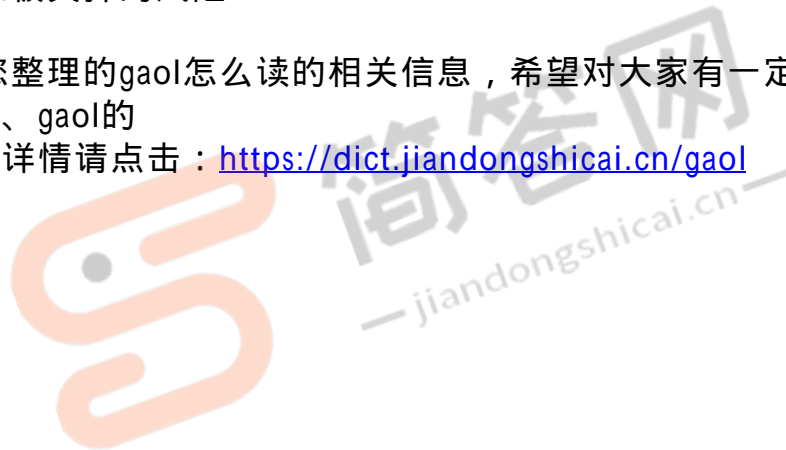 整理的gaol怎么读的相关信息，希望对大家有一定
、gaol的
详情请点击：https://dict.jiandongshicai.cn/gaol
简答网
jiandongshicai.cn